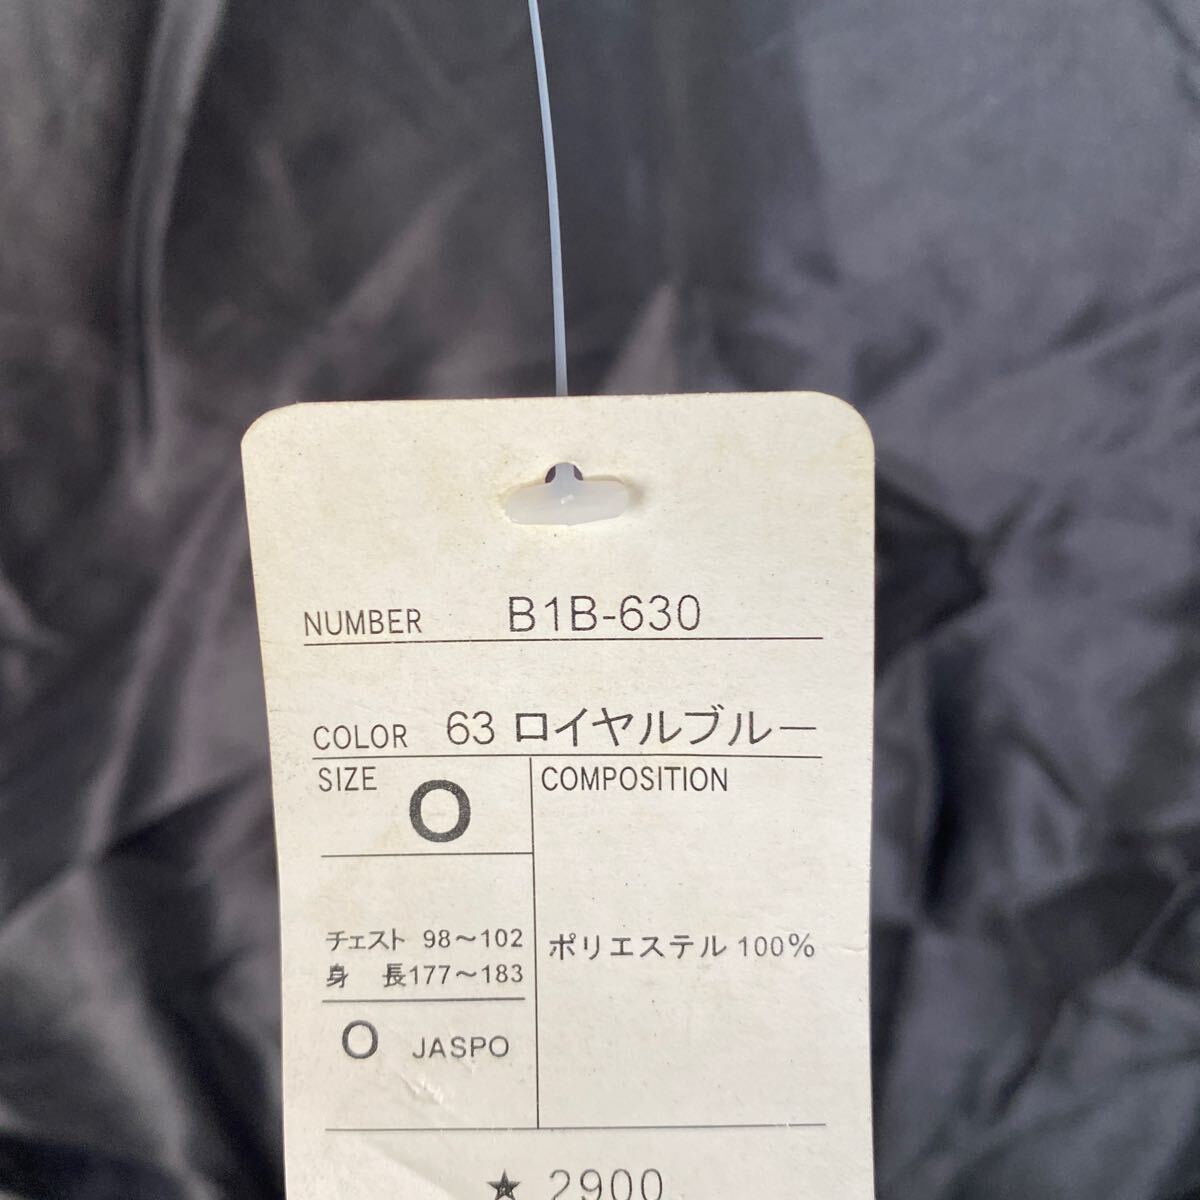 NUMBER B1B-630
COLOR 63 ロイヤルブルー
SIZE O
COMPOSITION
チェスト 98～102
身 長177～183
ポリエステル 100%
O JASPO
★ 2900